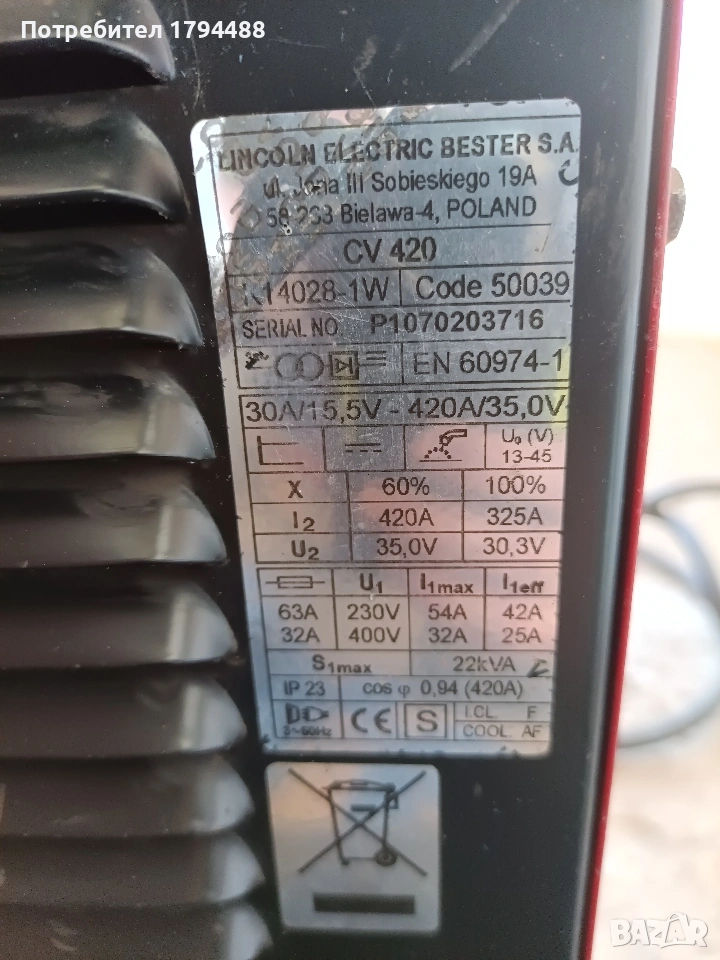 Потребител 1794488
LINCOLN ELECTRIC BESTER S.A.
ul. Jana III Sobieskiego 19A
Bielawa-4, POLAND
CV 420
K14028-1W Code 50039
SERIAL NO. P1070203716
EN 60974-1
30A/15,5V - 420A/35,0V
U₀ (V)
13-45
X 60% 100%
I₂ 420A 325A
U₂ 35,0V 30,3V
U₁ I₁max I₁eff
63A 230V 54A 42A
32A 400V 32A 25A
S₁max 22kVA
IP 23 cos φ 0,94 (420A)
3~50Hz CE S I.CL. F
COOL. AF
BAZAR